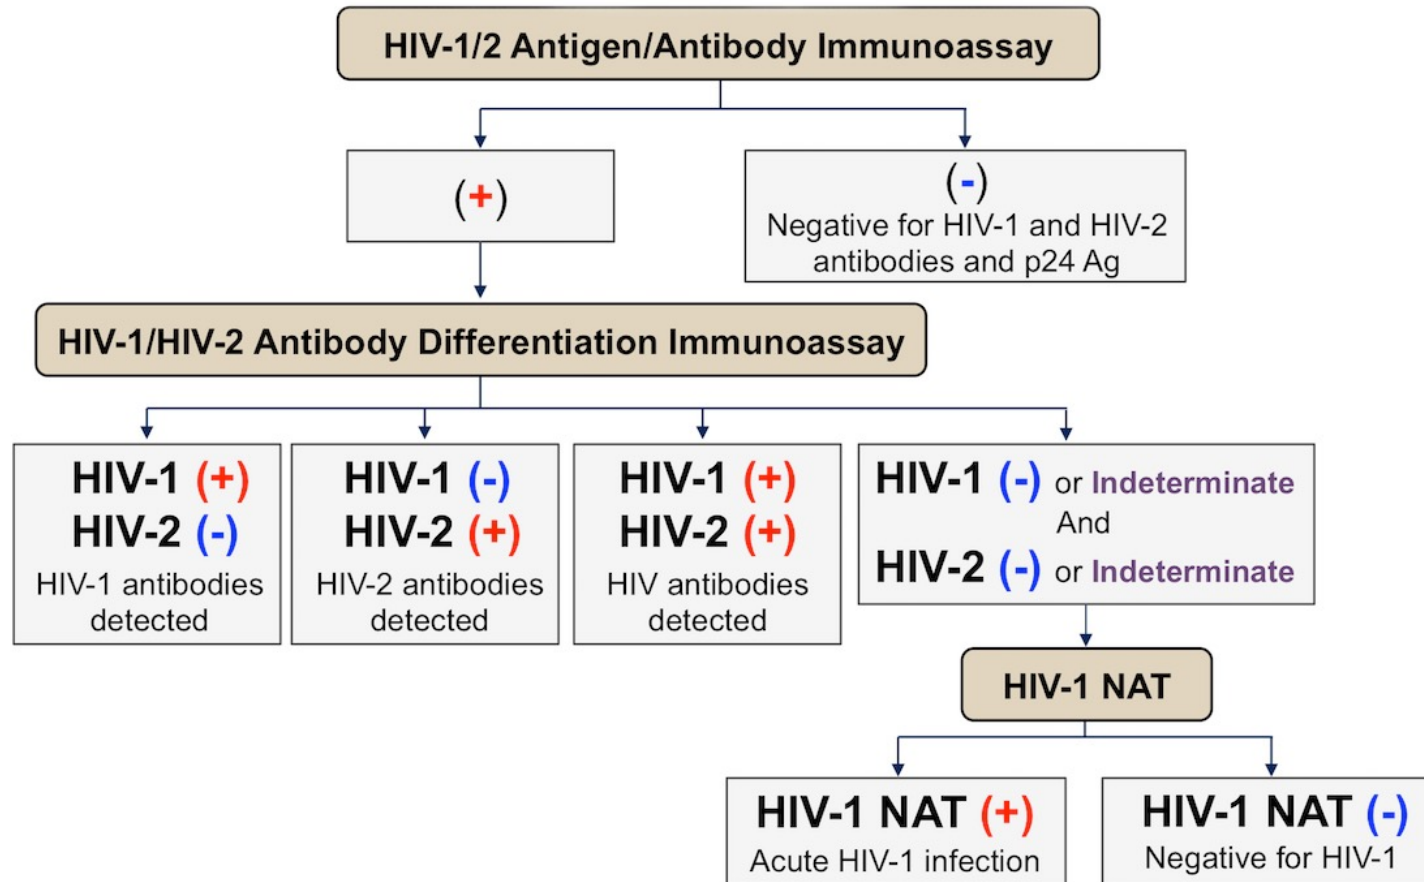 HIV-1/2 Antigen/Antibody Immunoassay
(+)
(-)
Negative for HIV-1 and HIV-2
antibodies and p24 Ag
HIV-1/HIV-2 Antibody Differentiation Immunoassay
HIV-1 (+)
HIV-2 (-)
HIV-1 antibodies
detected
HIV-1 (-)
HIV-2 (+)
HIV-2 antibodies
detected
HIV-1 (+)
HIV-2 (+)
HIV antibodies
detected
HIV-1 (-) or Indeterminate
And
HIV-2 (-) or Indeterminate
HIV-1 NAT
HIV-1 NAT (+)
Acute HIV-1 infection
HIV-1 NAT (-)
Negative for HIV-1